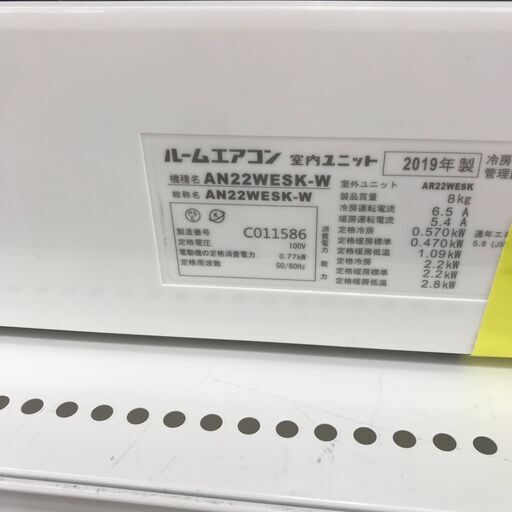 ルームエアコン 室内ユニット 2019年製 冷房
機種名 AN22WESK-W 室外ユニット AR22WESK 管理
総称名 AN22WESK-W 製品質量 8kg
冷房運転電流 6.5 A
暖房運転電流 5.4 A
製造番号 C011586
定格電圧 100V
電動機の定格消費電力 0.77kW
定格周波数 50/60Hz
消費電力 定格冷房 0.570kW 通年エネ
定格暖房標準 0.470kW 5.8 (JI
定格暖房低温 1.09kW
能力 定格冷房 2.2kW
定格暖房標準 2.2kW
定格暖房低温 2.8kW